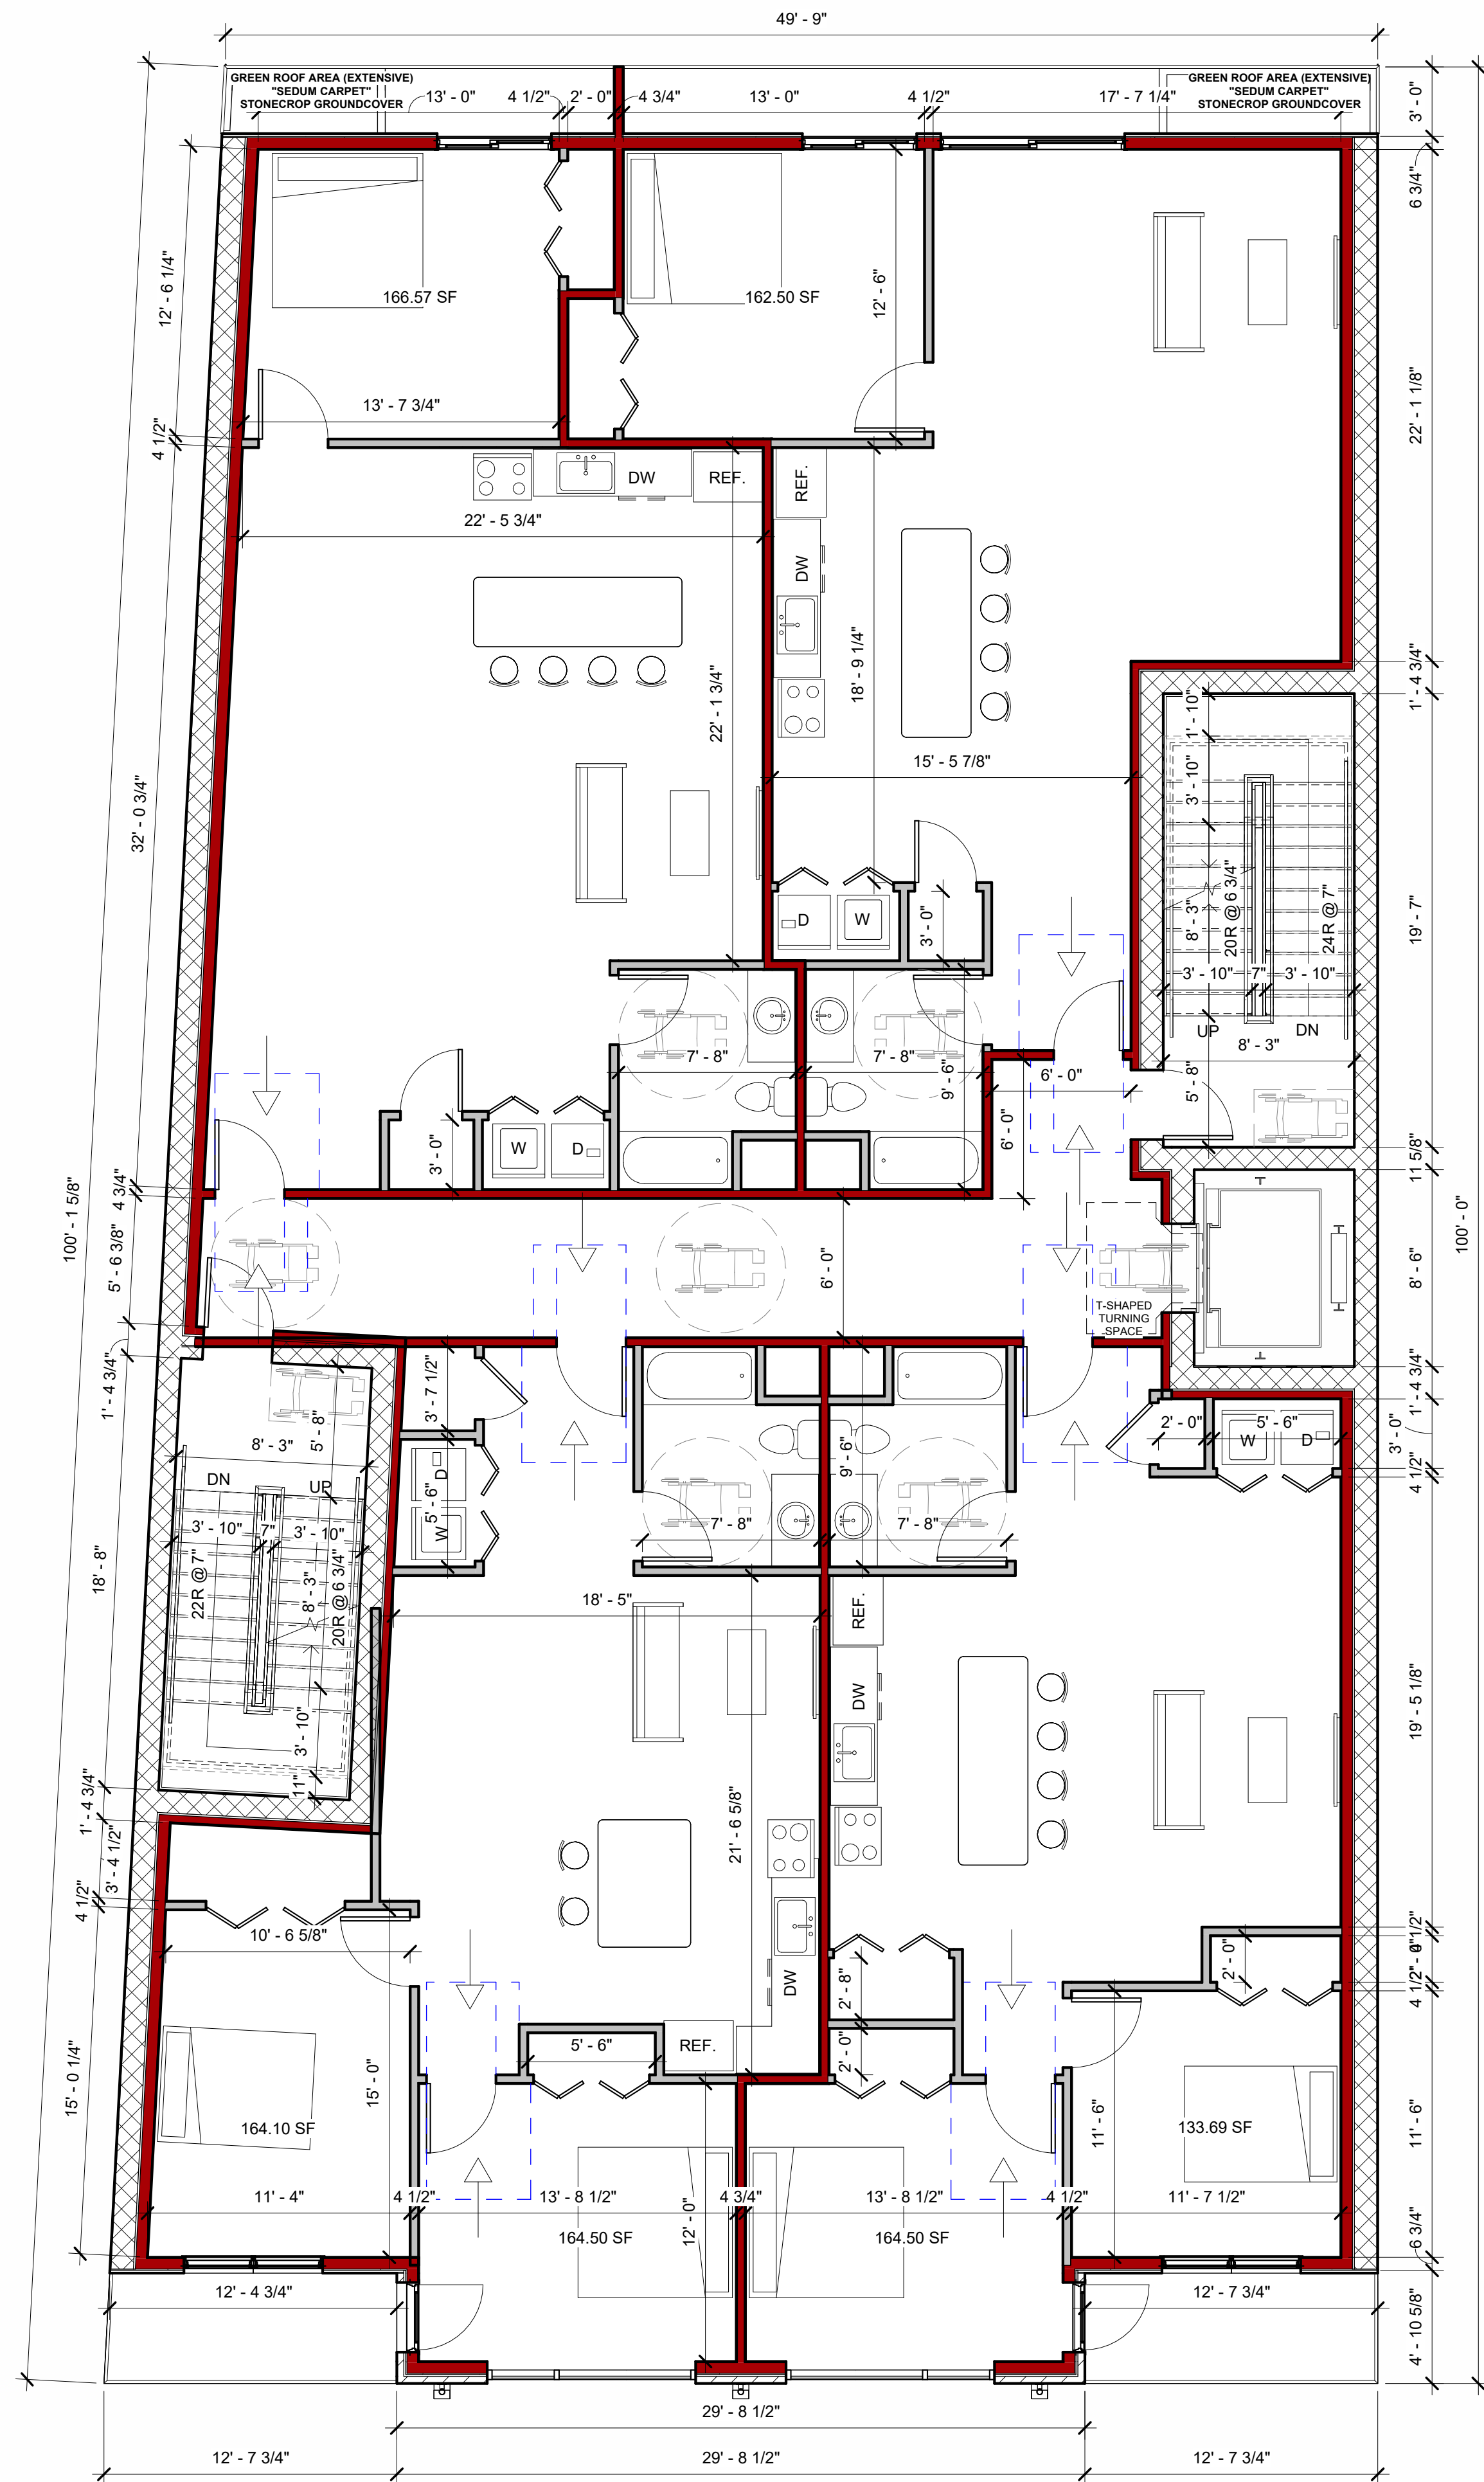 49' - 9"
GREEN ROOF AREA (EXTENSIVE)
"SEDUM CARPET"
STONECROP GROUNDCOVER
13' - 0"
4 1/2"
2' - 0"
4 3/4"
13' - 0"
4 1/2"
17' - 7 1/4"
GREEN ROOF AREA (EXTENSIVE)
"SEDUM CARPET"
STONECROP GROUNDCOVER
3' - 0"
6 3/4"
12' - 6 1/4"
166.57 SF
162.50 SF
12' - 6"
22' - 1 1/8"
13' - 7 3/4"
4 1/2"
DW
REF.
REF.
22' - 5 3/4"
DW
18' - 9 1/4"
22' - 1 3/4"
1' - 4 3/4"
1' - 10"
15' - 5 7/8"
3' - 10"
32' - 0 3/4"
D
W
3' - 0"
8' - 3"
20R @ 6 3/4"
24R @ 7"
19' - 7"
3' - 10"
7"
3' - 10"
UP
DN
8' - 3"
7' - 8"
7' - 8"
9' - 6"
6' - 0"
5' - 8"
6' - 0"
3' - 0"
W
D
11 5/8"
4 3/4"
100' - 1 5/8"
100' - 0"
5' - 6 3/8"
6' - 0"
8' - 6"
T-SHAPED
TURNING
SPACE
1' - 4 3/4"
3' - 7 1/2"
1' - 4 3/4"
2' - 0"
5' - 6"
W
D
3' - 0"
4 1/2"
5' - 8"
8' - 3"
DN
UP
D
5' - 6"
W
9' - 6"
3' - 10"
7"
3' - 10"
7' - 8"
7' - 8"
18' - 8"
22R @ 7"
8' - 3"
20R @ 6 3/4"
18' - 5"
REF.
DW
3' - 10"
11"
19' - 5 1/8"
1' - 4 3/4"
21' - 6 5/8"
3' - 4 1/2"
4 1/2"
10' - 6 5/8"
4 1/2"
2' - 0"
2' - 0"
4 1/2"
DW
2' - 8"
5' - 6"
REF.
2' - 0"
15' - 0 1/4"
15' - 0"
164.10 SF
11' - 6"
133.69 SF
11' - 6"
11' - 4"
4 1/2"
13' - 8 1/2"
4 3/4"
13' - 8 1/2"
4 1/2"
11' - 7 1/2"
164.50 SF
12' - 0"
164.50 SF
6 3/4"
12' - 4 3/4"
12' - 7 3/4"
4' - 10 5/8"
29' - 8 1/2"
12' - 7 3/4"
29' - 8 1/2"
12' - 7 3/4"